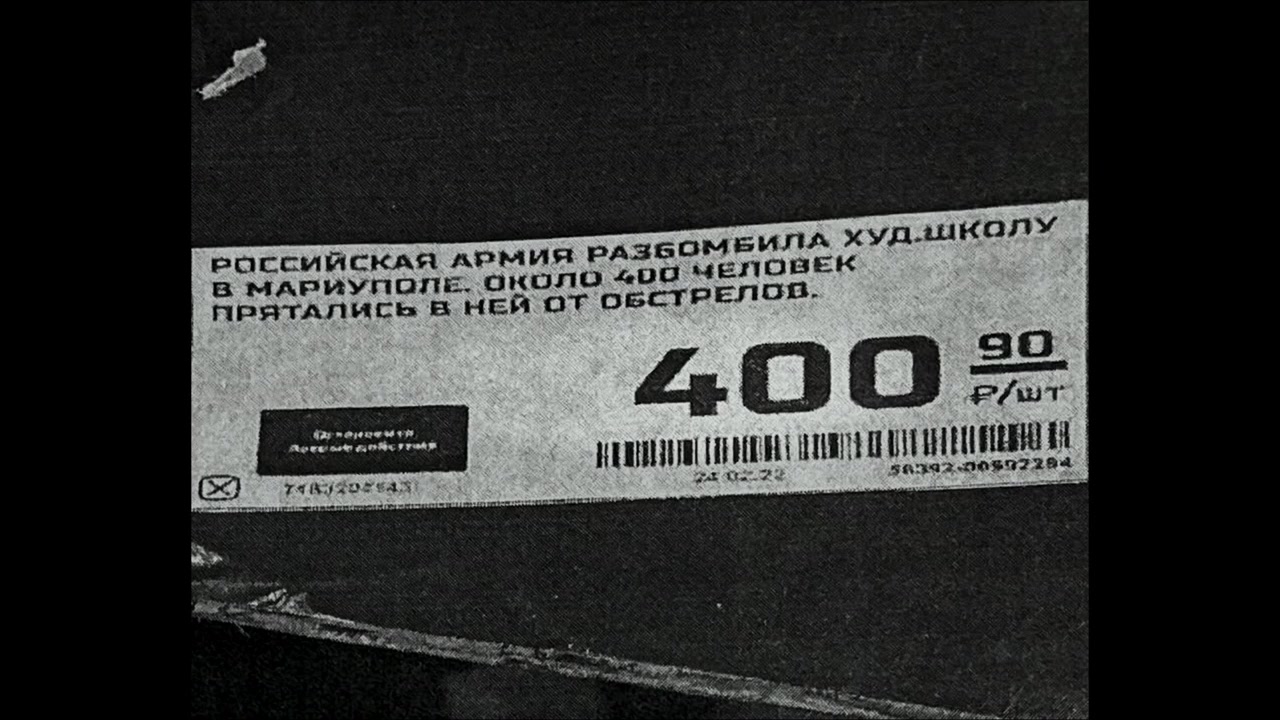 РОССИЙСКАЯ АРМИЯ РАЗБОМБИЛА ХУД.ШКОЛУ
В МАРИУПОЛЕ. ОКОЛО 400 ЧЕЛОВЕК
ПРЯТАЛИСЬ В НЕЙ ОТ ОБСТРЕЛОВ.
400 90
₽/шт
24.02.22